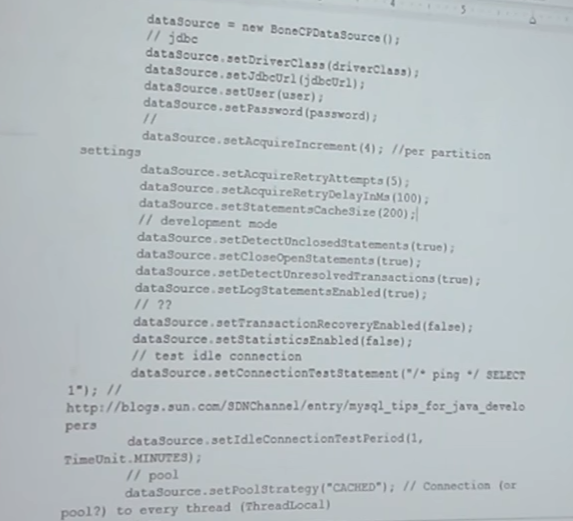 4 5
dataSource = new BoneCPDataSource();
// jdbc
dataSource.setDriverClass(driverClass);
dataSource.setJdbcUrl(jdbcUrl);
dataSource.setUser(user);
dataSource.setPassword(password);
//
dataSource.setAcquireIncrement(4); //per partition
settings
dataSource.setAcquireRetryAttempts(5);
dataSource.setAcquireRetryDelayInMs(100);
dataSource.setStatementsCacheSize(200);
// development mode
dataSource.setDetectUnclosedStatements(true);
dataSource.setCloseOpenStatements(true);
dataSource.setDetectUnresolvedTransactions(true);
dataSource.setLogStatementsEnabled(true);
// ??
dataSource.setTransactionRecoveryEnabled(false);
dataSource.setStatisticsEnabled(false);
// test idle connection
dataSource.setConnectionTestStatement("/* ping */ SELECT
1"); //
http://blogs.sun.com/SDNChannel/entry/mysql_tips_for_java_develo
pers
dataSource.setIdleConnectionTestPeriod(1,
TimeUnit.MINUTES);
// pool
dataSource.setPoolStrategy("CACHED"); // Connection (or
pool?) to every thread (ThreadLocal)